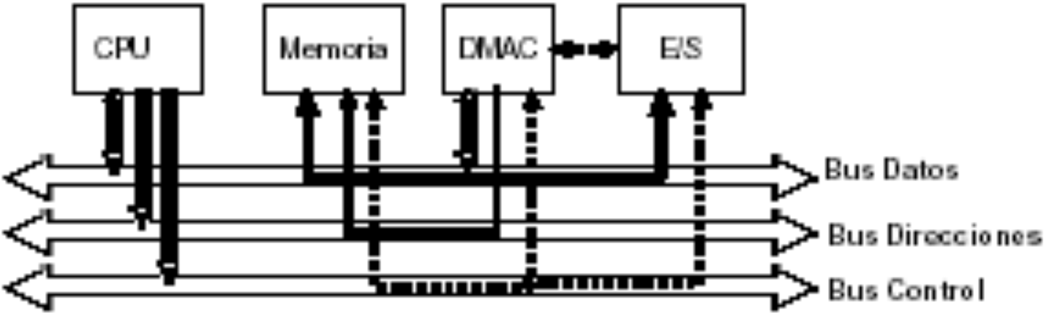 CPU
Memoria
DMAC
E/S
Bus Datos
Bus Direcciones
Bus Control